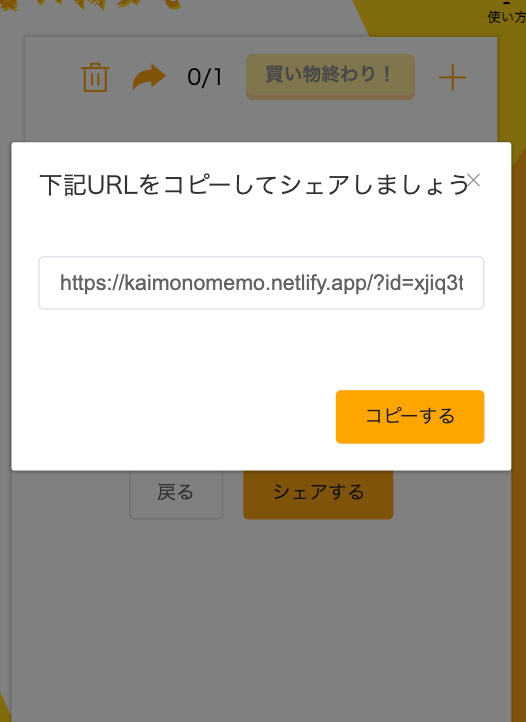 使い方
0/1
買い物終わり！
下記URLをコピーしてシェアしましょう
https://kaimonomemo.netlify.app/?id=xjiq3t
コピーする
戻る
シェアする